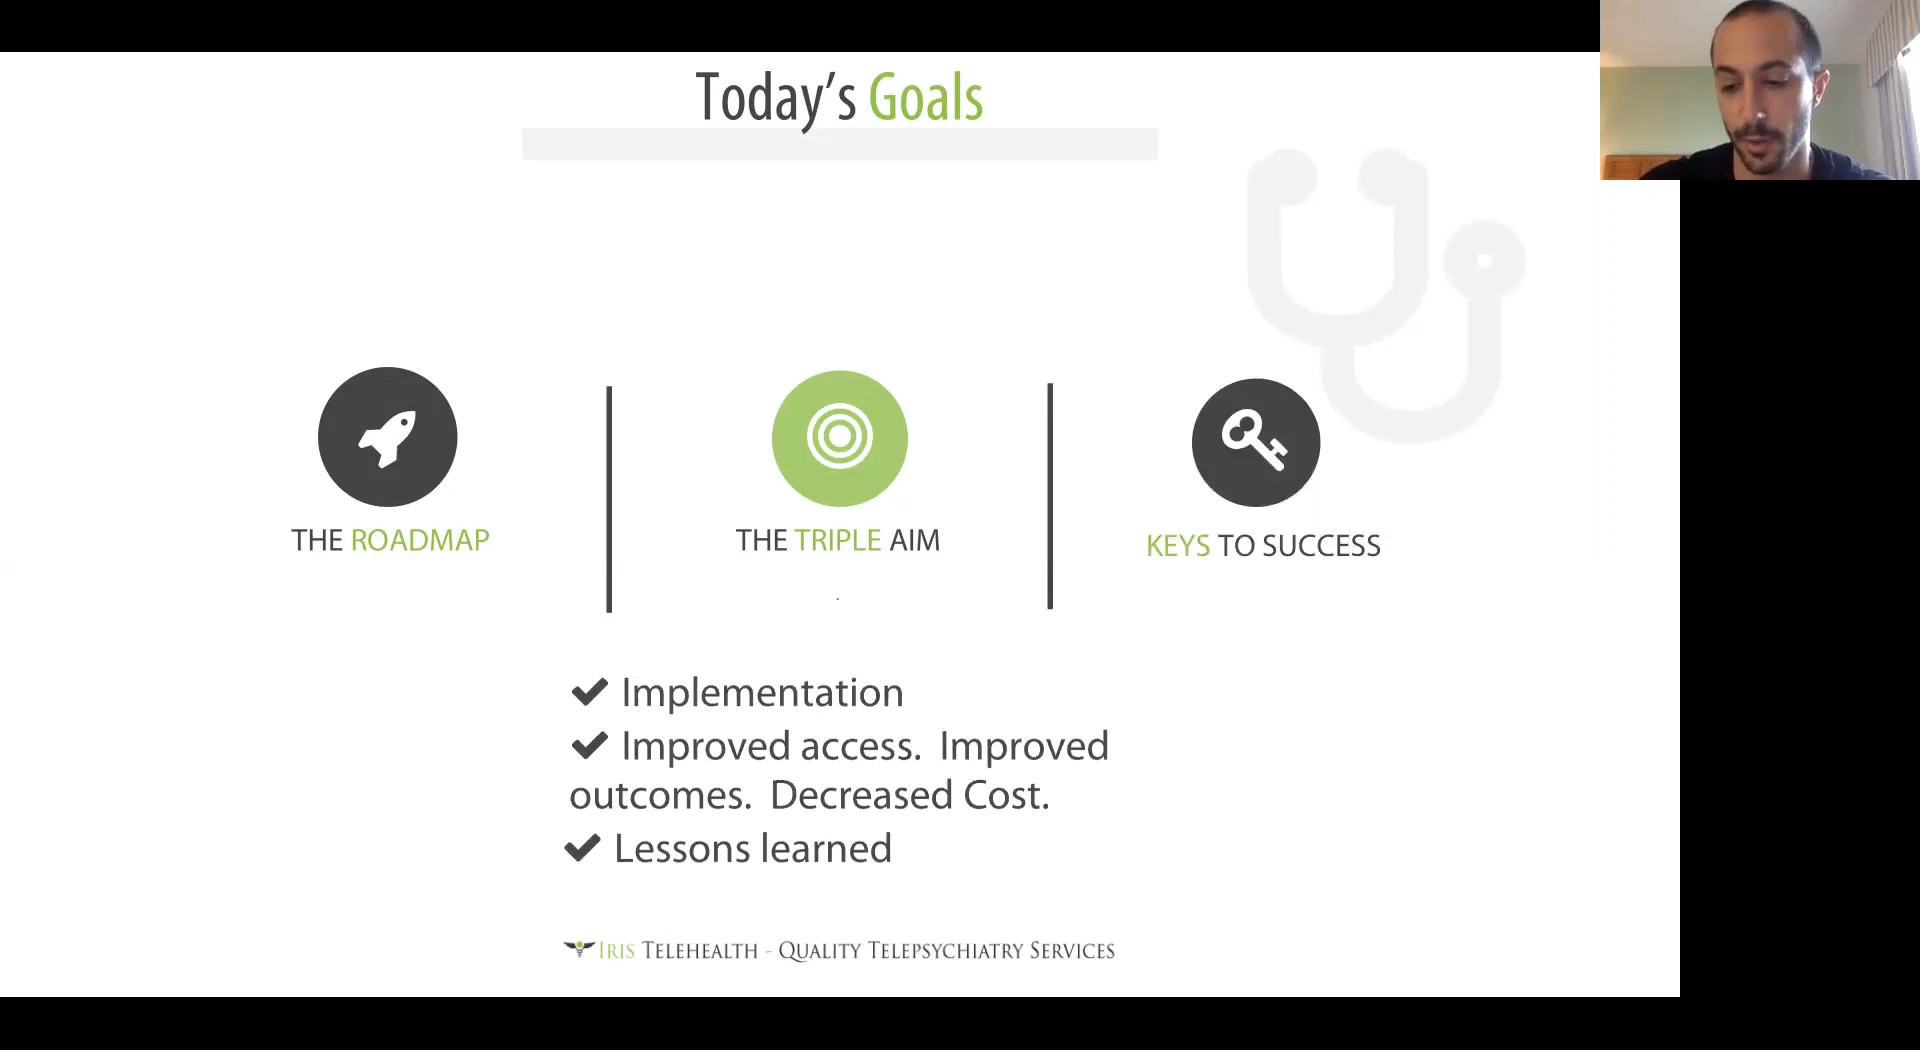 Today’s Goals
THE ROADMAP
THE TRIPLE AIM
KEYS TO SUCCESS
Implementation
Improved access.  Improved
outcomes.  Decreased Cost.
Lessons learned
IRIS TELEHEALTH - QUALITY TELEPSYCHIATRY SERVICES